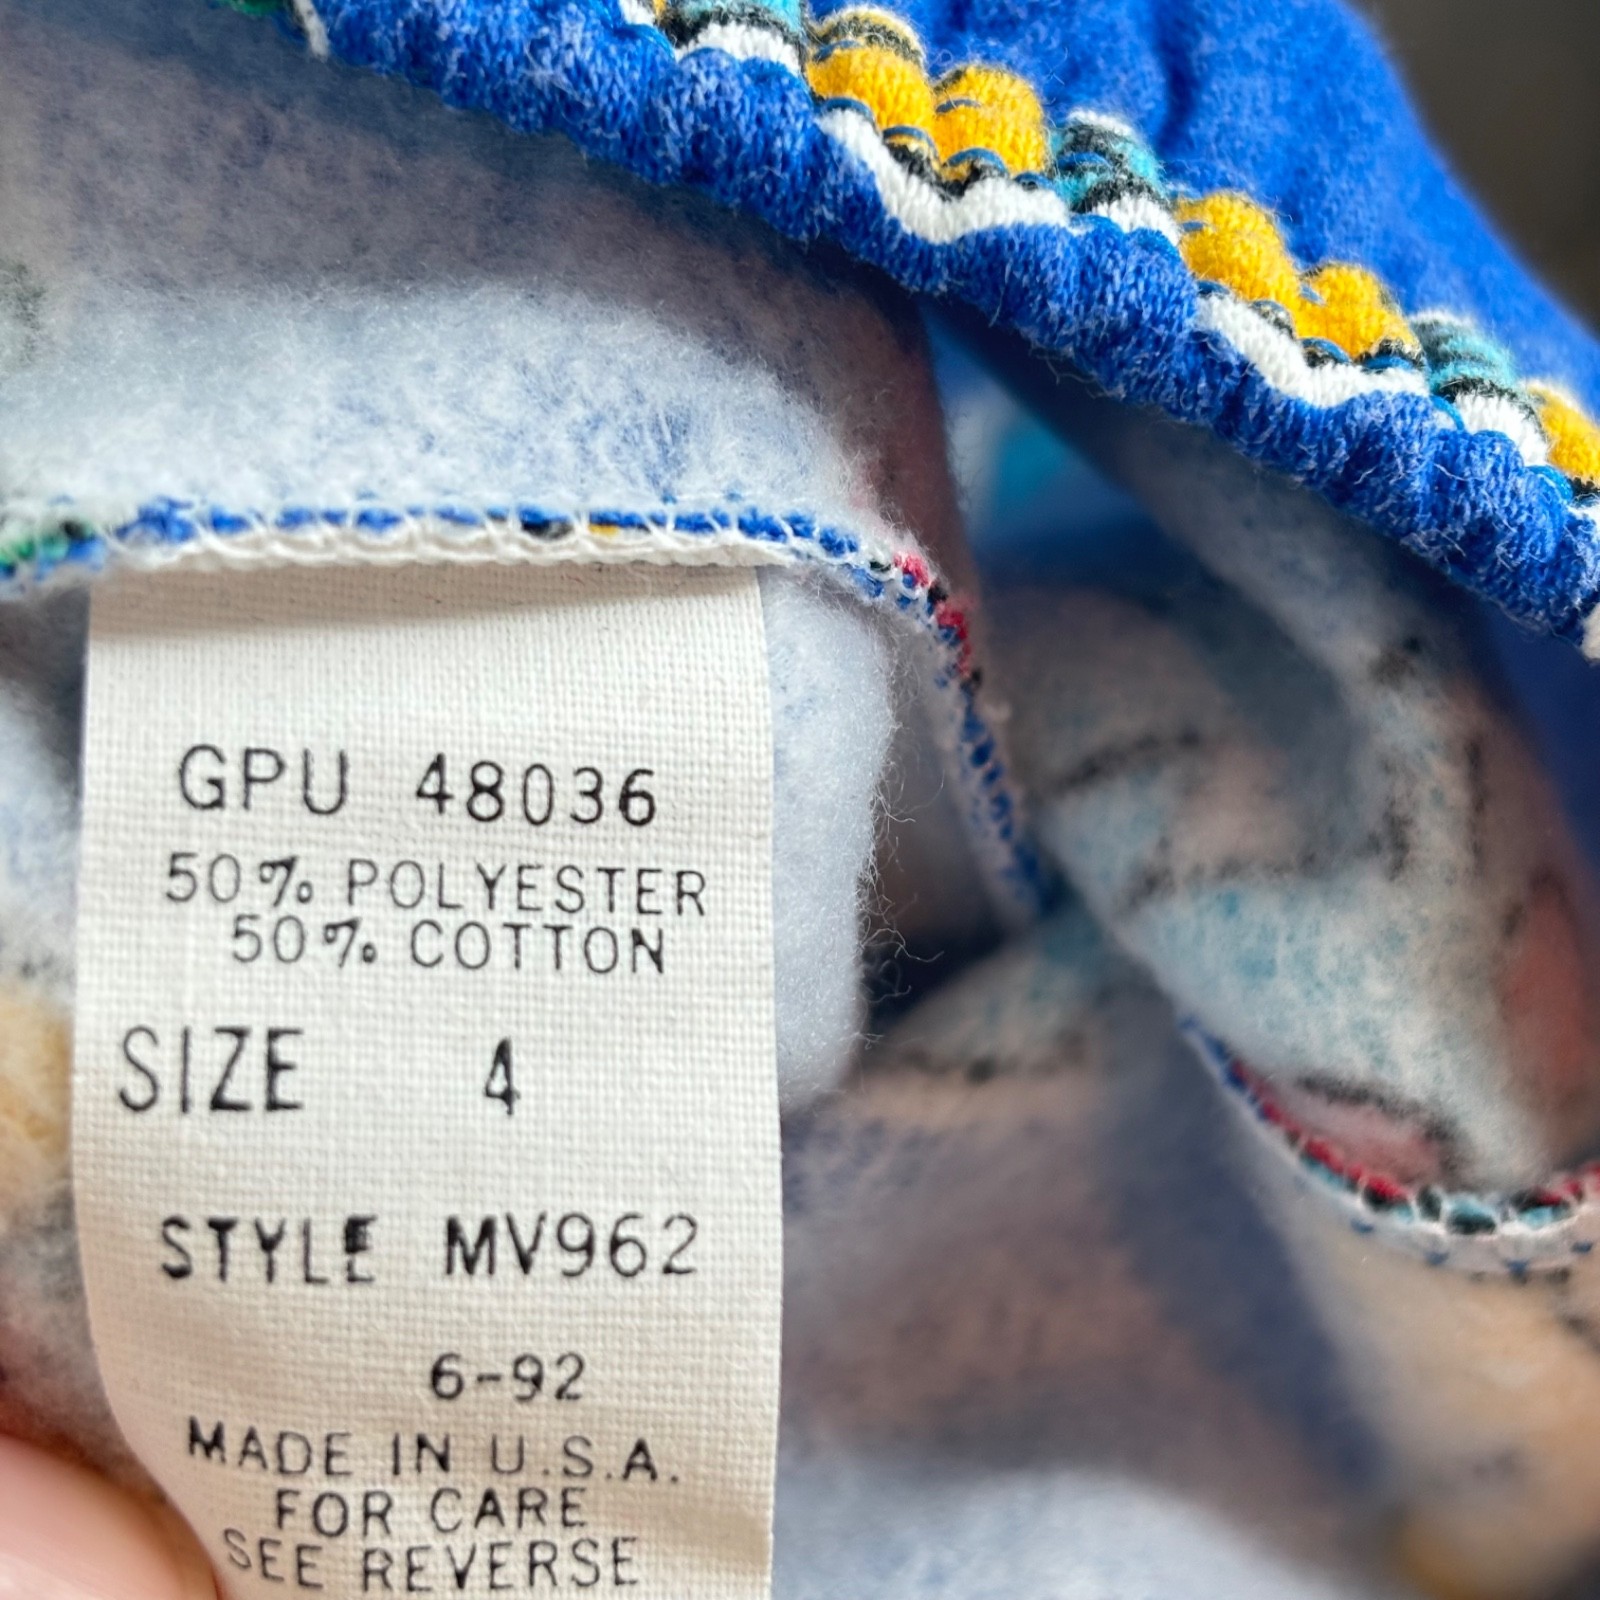 GPU 48036
50% POLYESTER
50% COTTON
SIZE 4
STYLE MV962
6-92
MADE IN U.S.A.
FOR CARE
SEE REVERSE